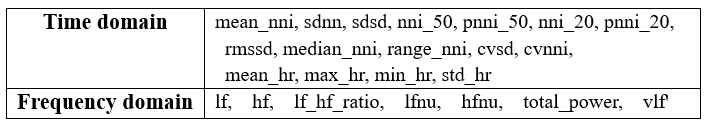 Time domain mean_nni, sdnn, sdsd, nni_50, pnni_50, nni_20, pnni_20,
rmssd, median_nni, range_nni, cvsd, cvnni,
mean_hr, max_hr, min_hr, std_hr
Frequency domain lf, hf, lf_hf_ratio, lfnu, hfnu, total_power, vlf'